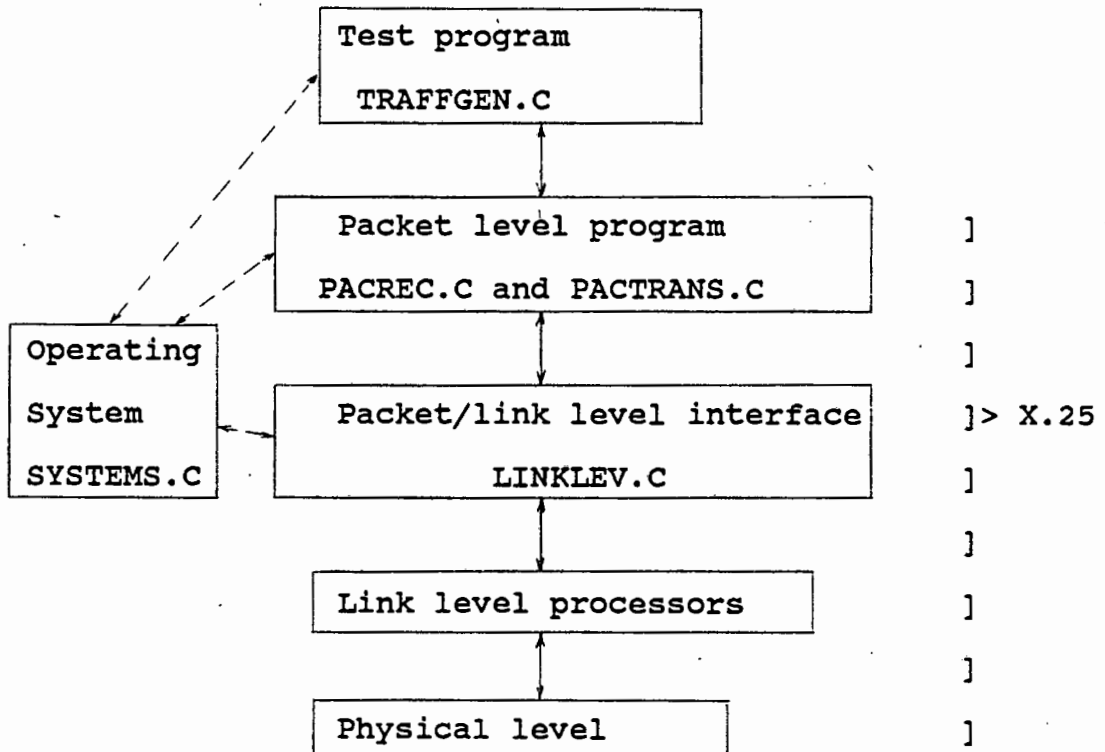 Test program
TRAFFGEN.C
Packet level program ]
PACREC.C and PACTRANS.C ]
Operating ]
System
Packet/link level interface ]> X.25
SYSTEMS.C
LINKLEV.C ]
]
Link level processors ]
]
Physical level ]